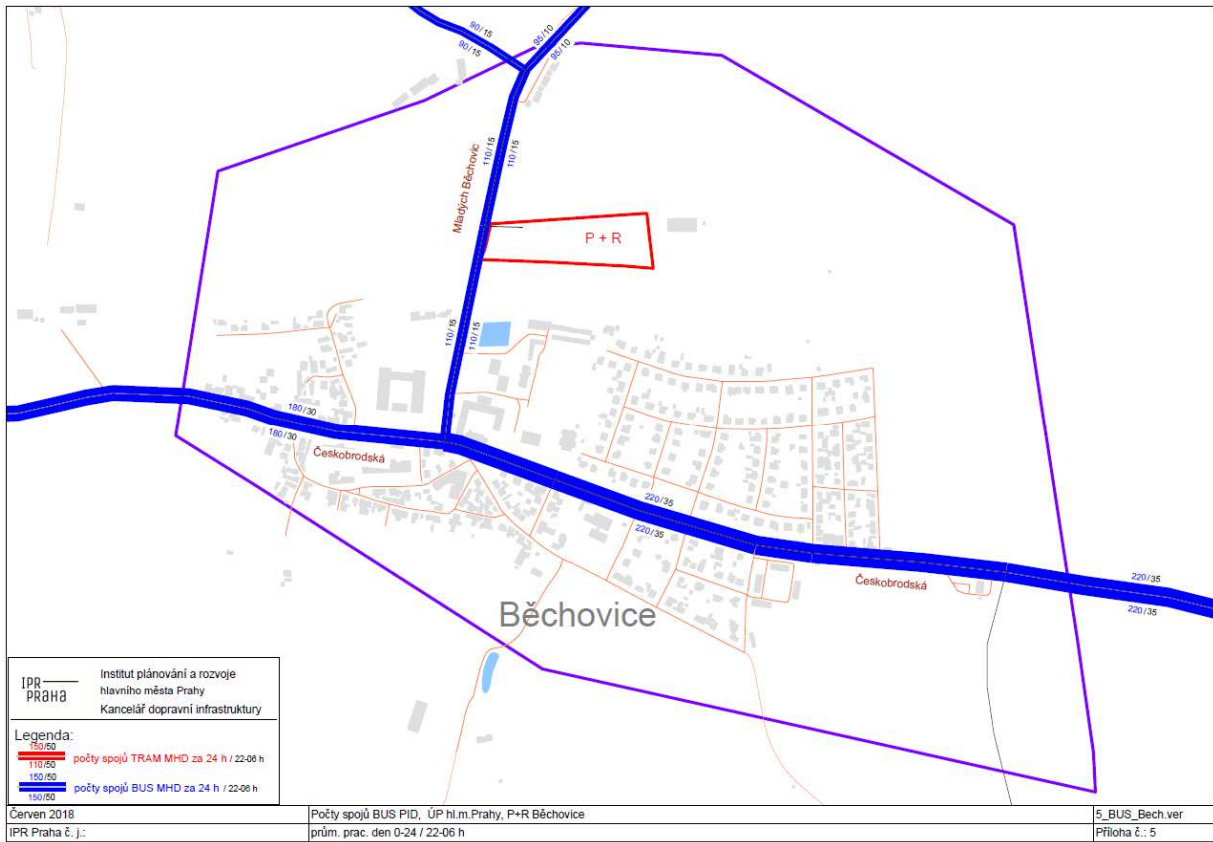 90/15
90/15
95/10
95/10
110/15
110/15
Mladých Běchovic
P + R
110/15
110/15
180/30
180/30
Českobrodská
220/35
220/35
Českobrodská
220/35
220/35
Běchovice
IPR
PRAHA
Institut plánování a rozvoje
hlavního města Prahy
Kancelář dopravní infrastruktury
Legenda:
150/50
110/50
počty spojů TRAM MHD za 24 h / 22-06 h
150/50
150/50
počty spojů BUS MHD za 24 h / 22-06 h
Červen 2018
Počty spojů BUS PID, ÚP hl.m.Prahy, P+R Běchovice
5_BUS_Bech.ver
IPR Praha č. j.:
prům. prac. den 0-24 / 22-06 h
Příloha č.: 5